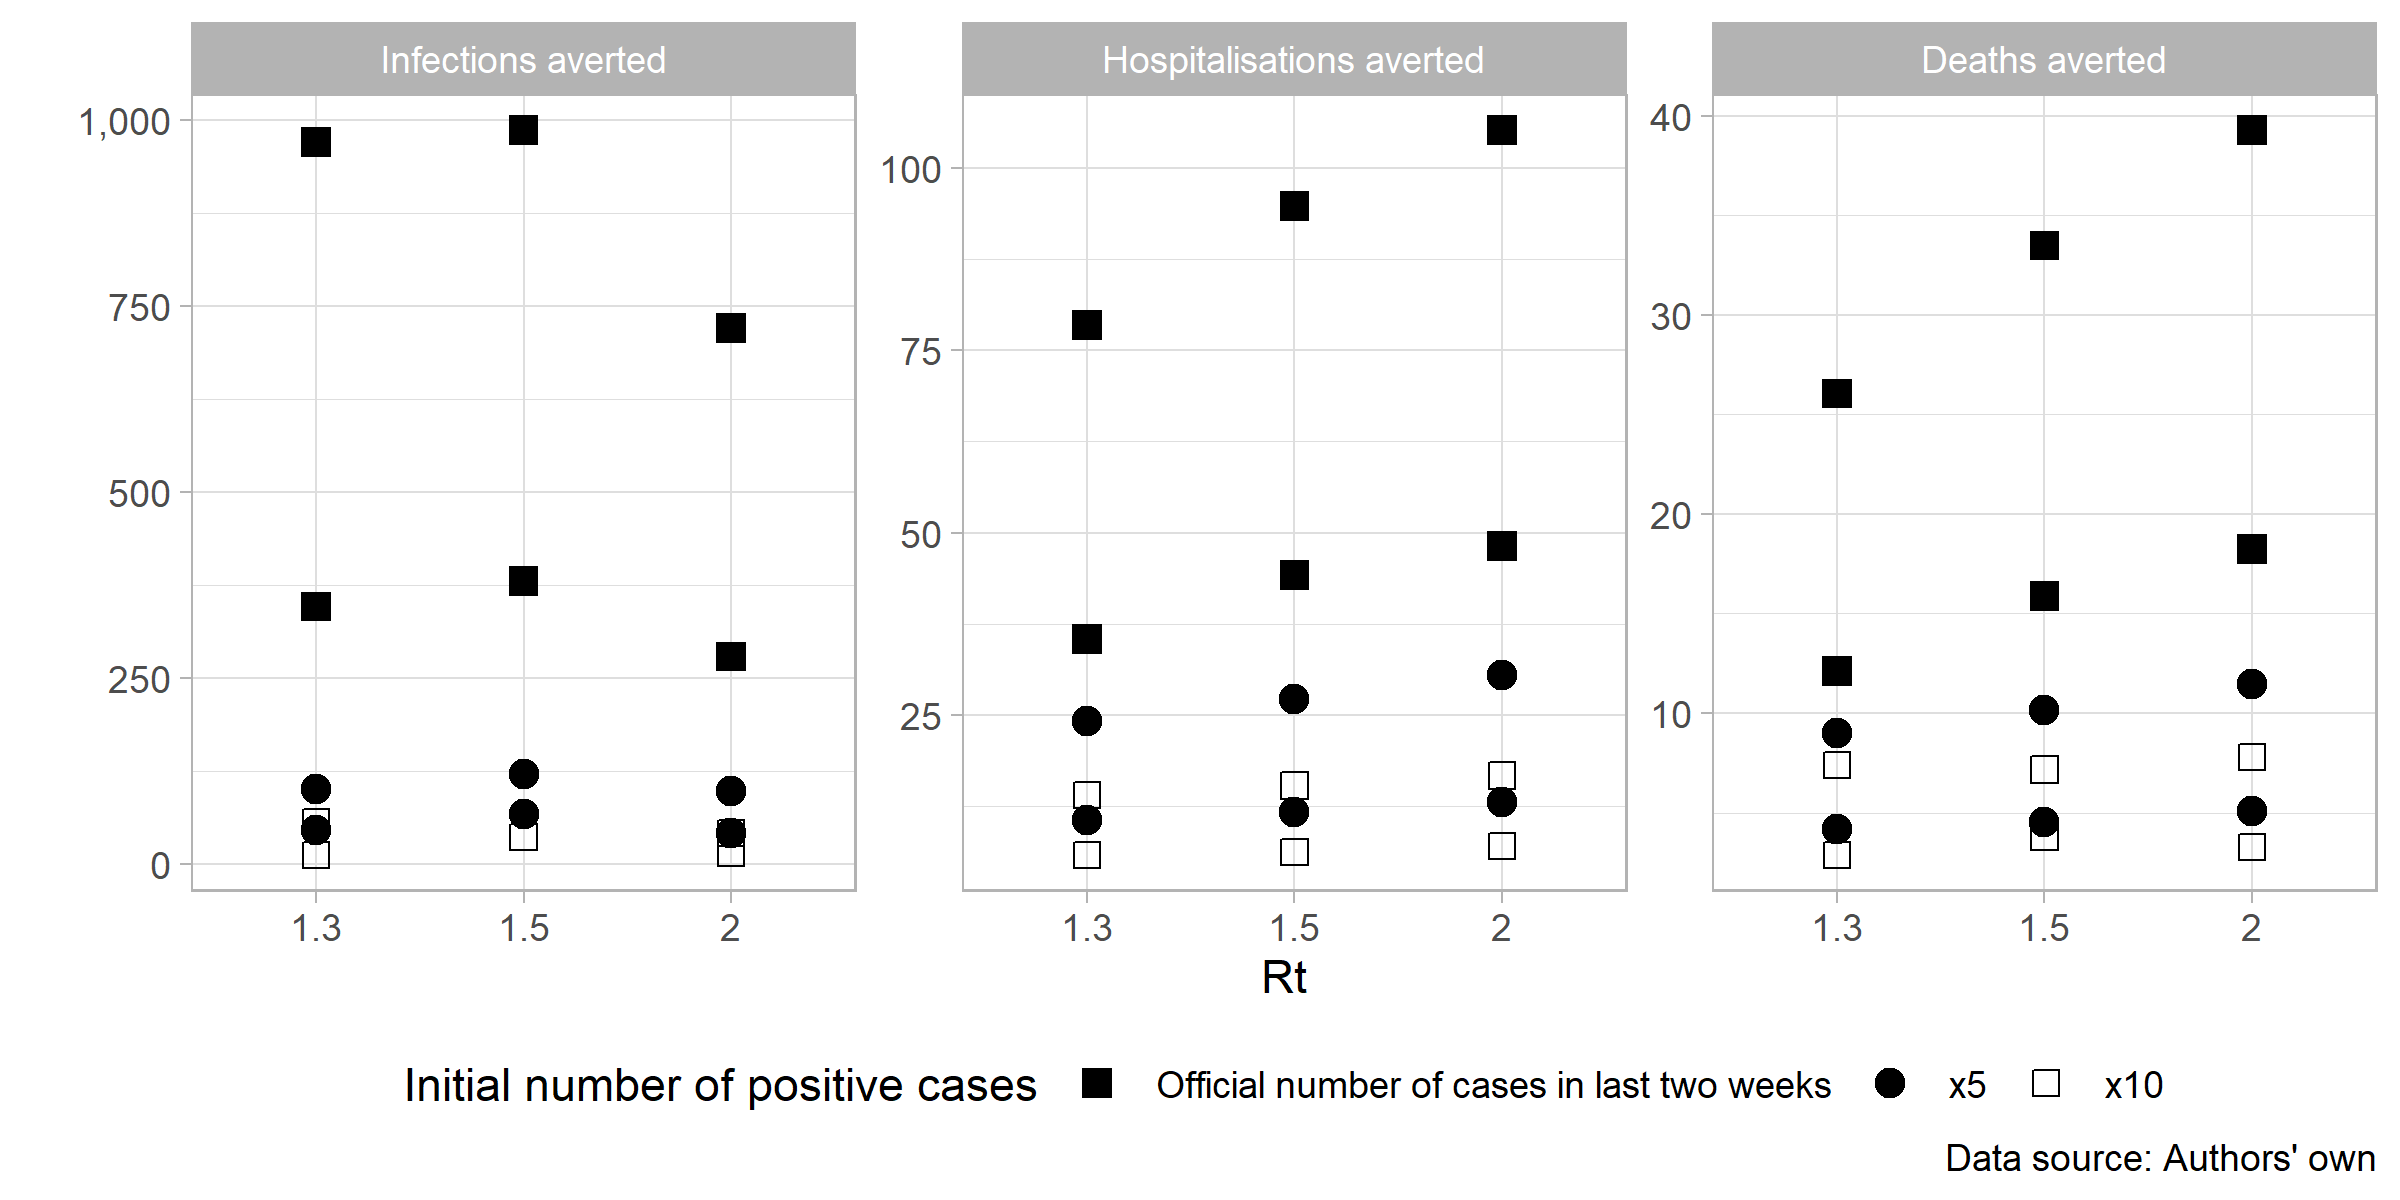 Infections averted
Hospitalisations averted
Deaths averted
1,000
750
500
250
0
100
75
50
25
40
30
20
10
1.3 1.5 2
1.3 1.5 2
1.3 1.5 2
Rt
Initial number of positive cases Official number of cases in last two weeks x5 x10
Data source: Authors' own